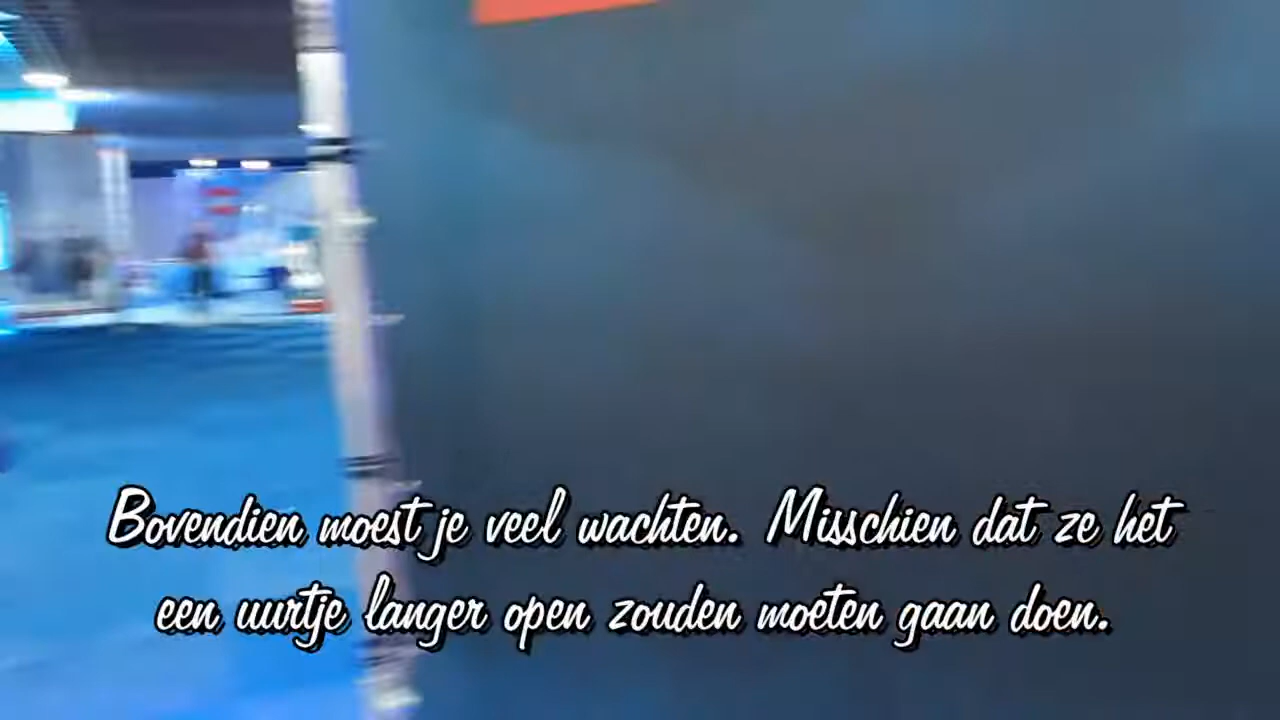 Bovendien moest je veel wachten. Misschien dat ze het
een uurtje langer open zouden moeten gaan doen.